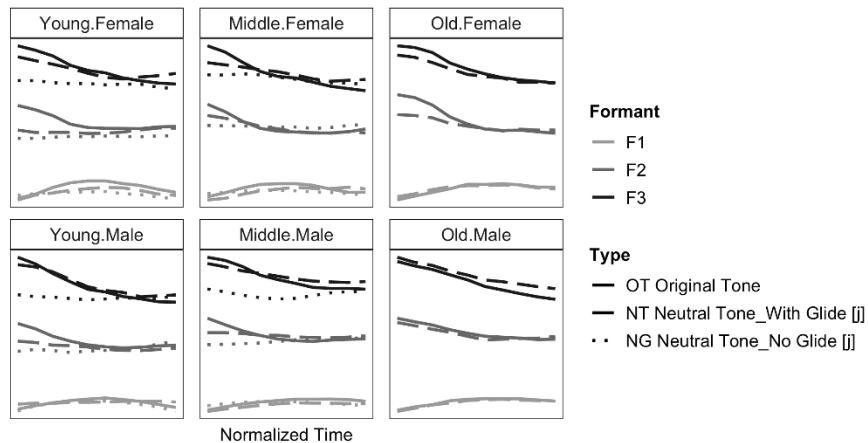 Young.Female
Middle.Female
Old.Female
Young.Male
Middle.Male
Old.Male
Normalized Time
Formant
F1
F2
F3
Type
OT Original Tone
NT Neutral Tone_With Glide [j]
NG Neutral Tone_No Glide [j]